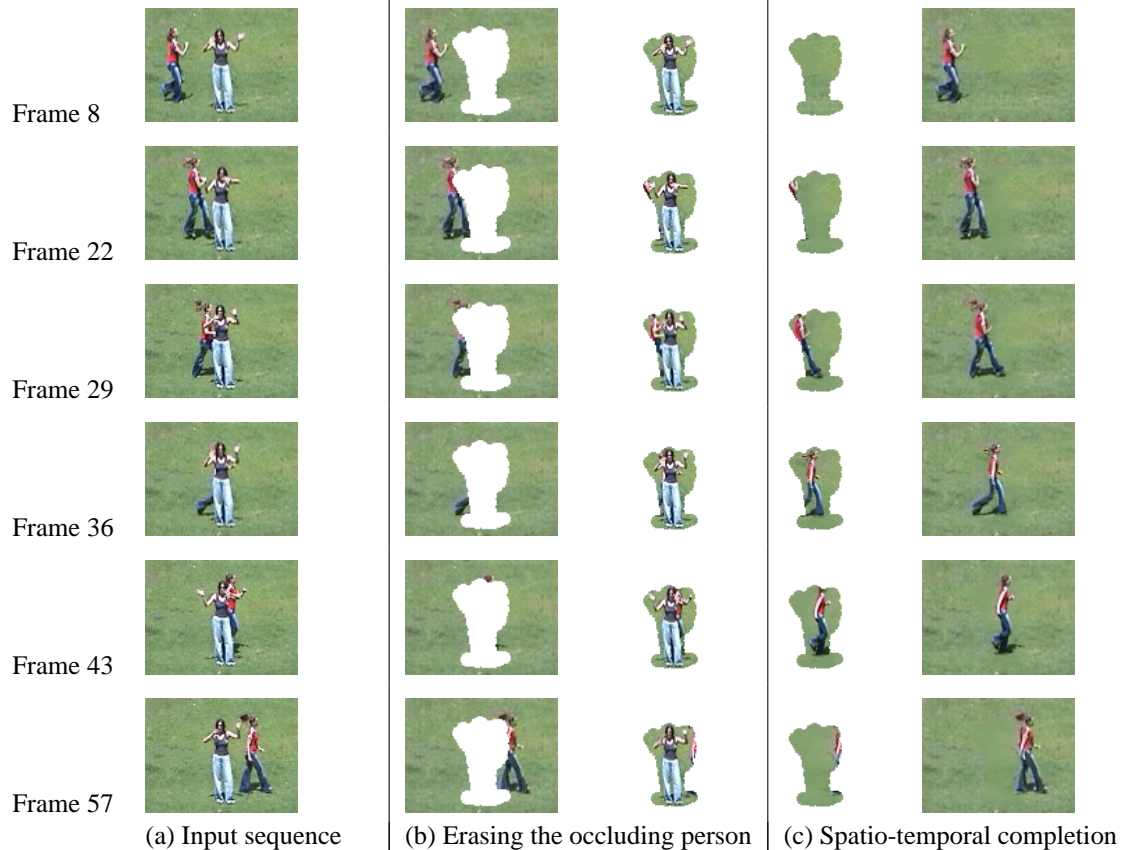 Frame 8
Frame 22
Frame 29
Frame 36
Frame 43
Frame 57
(a) Input sequence
(b) Erasing the occluding person
(c) Spatio-temporal completion